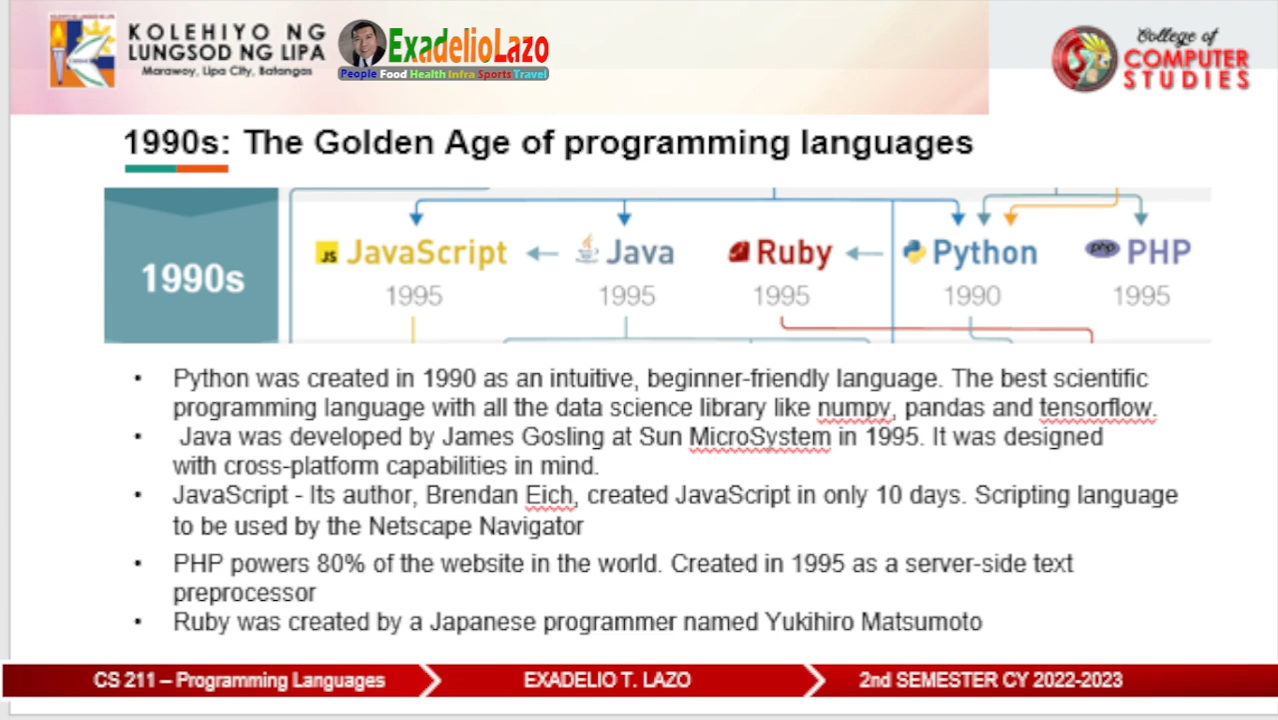 KOLEHIYO NG
LUNGSOD NG LIPA
Marawoy, Lipa City, Batangas
ExadelioLazo
People Food Health Infra Sports Travel
College of
COMPUTER
STUDIES
1990s: The Golden Age of programming languages
1990s
JS JavaScript
1995
Java
1995
Ruby
1995
Python
1990
php PHP
1995
• Python was created in 1990 as an intuitive, beginner-friendly language. The best scientific
programming language with all the data science library like numpy, pandas and tensorflow.
• Java was developed by James Gosling at Sun MicroSystem in 1995. It was designed
with cross-platform capabilities in mind.
• JavaScript - Its author, Brendan Eich, created JavaScript in only 10 days. Scripting language
to be used by the Netscape Navigator
• PHP powers 80% of the website in the world. Created in 1995 as a server-side text
preprocessor
• Ruby was created by a Japanese programmer named Yukihiro Matsumoto
CS 211 – Programming Languages
EXADELIO T. LAZO
2nd SEMESTER CY 2022-2023